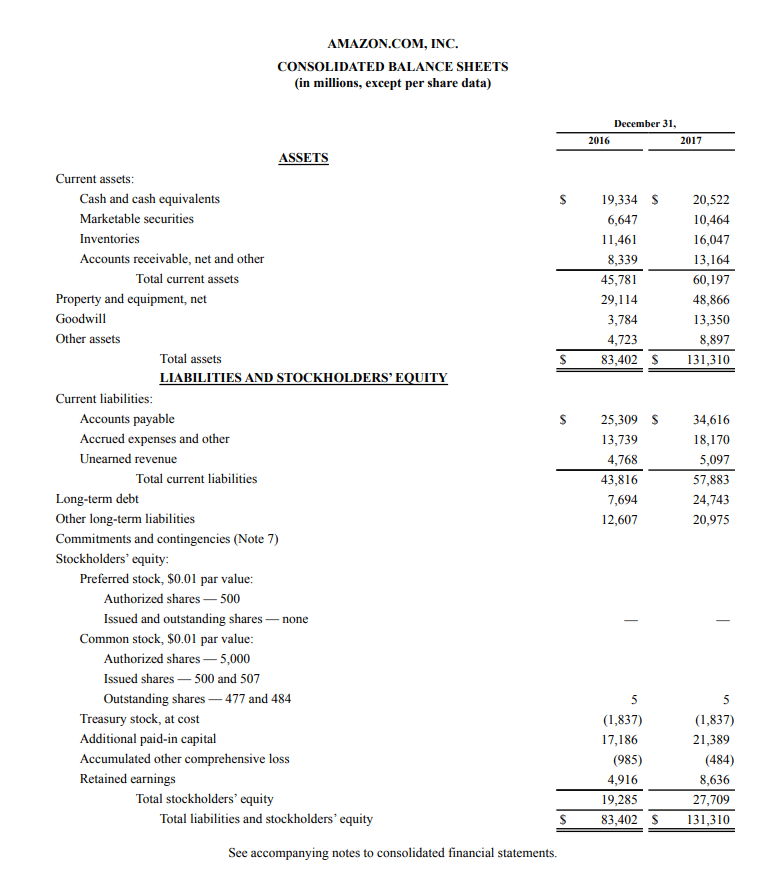 AMAZON.COM, INC.
CONSOLIDATED BALANCE SHEETS
(in millions, except per share data)
December 31,
2016 2017
ASSETS
Current assets:
Cash and cash equivalents $ 19,334 $ 20,522
Marketable securities 6,647 10,464
Inventories 11,461 16,047
Accounts receivable, net and other 8,339 13,164
Total current assets 45,781 60,197
Property and equipment, net 29,114 48,866
Goodwill 3,784 13,350
Other assets 4,723 8,897
Total assets $ 83,402 $ 131,310
LIABILITIES AND STOCKHOLDERS’ EQUITY
Current liabilities:
Accounts payable $ 25,309 $ 34,616
Accrued expenses and other 13,739 18,170
Unearned revenue 4,768 5,097
Total current liabilities 43,816 57,883
Long-term debt 7,694 24,743
Other long-term liabilities 12,607 20,975
Commitments and contingencies (Note 7)
Stockholders’ equity:
Preferred stock, $0.01 par value:
Authorized shares — 500
Issued and outstanding shares — none — —
Common stock, $0.01 par value:
Authorized shares — 5,000
Issued shares — 500 and 507
Outstanding shares — 477 and 484 5 5
Treasury stock, at cost (1,837) (1,837)
Additional paid-in capital 17,186 21,389
Accumulated other comprehensive loss (985) (484)
Retained earnings 4,916 8,636
Total stockholders’ equity 19,285 27,709
Total liabilities and stockholders’ equity $ 83,402 $ 131,310
See accompanying notes to consolidated financial statements.